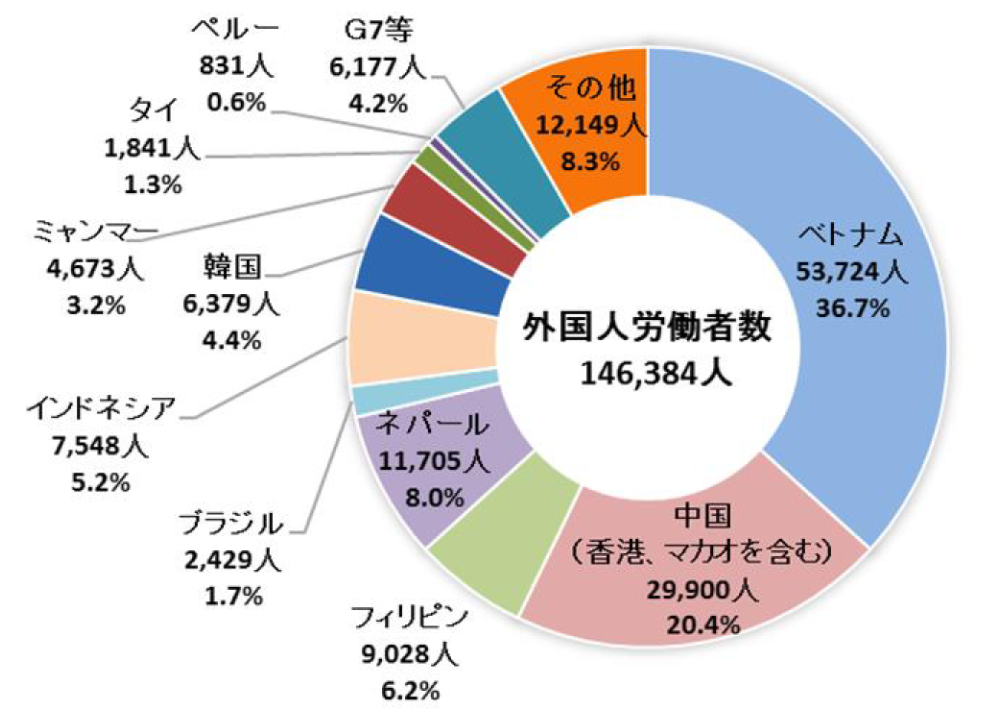 ペルー
831人
0.6%
G7等
6,177人
4.2%
その他
12,149人
8.3%
タイ
1,841人
1.3%
ミャンマー
4,673人
3.2%
韓国
6,379人
4.4%
ベトナム
53,724人
36.7%
外国人労働者数
146,384人
インドネシア
7,548人
5.2%
ネパール
11,705人
8.0%
ブラジル
2,429人
1.7%
中国
（香港、マカオを含む）
29,900人
20.4%
フィリピン
9,028人
6.2%